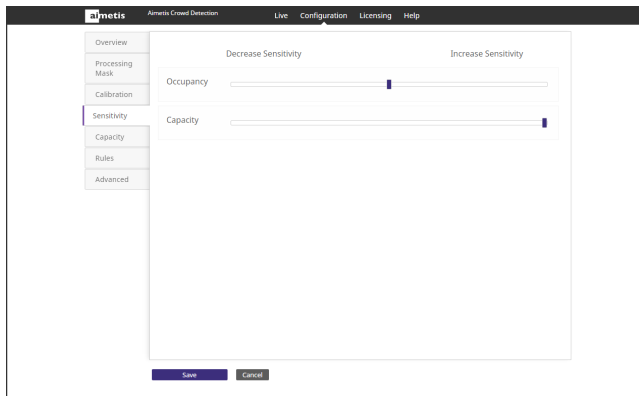 aimetis
Aimetis Crowd Detection
Live Configuration Licensing Help
Overview
Processing
Mask
Calibration
Sensitivity
Capacity
Rules
Advanced
Decrease Sensitivity Increase Sensitivity
Occupancy
Capacity
Save Cancel